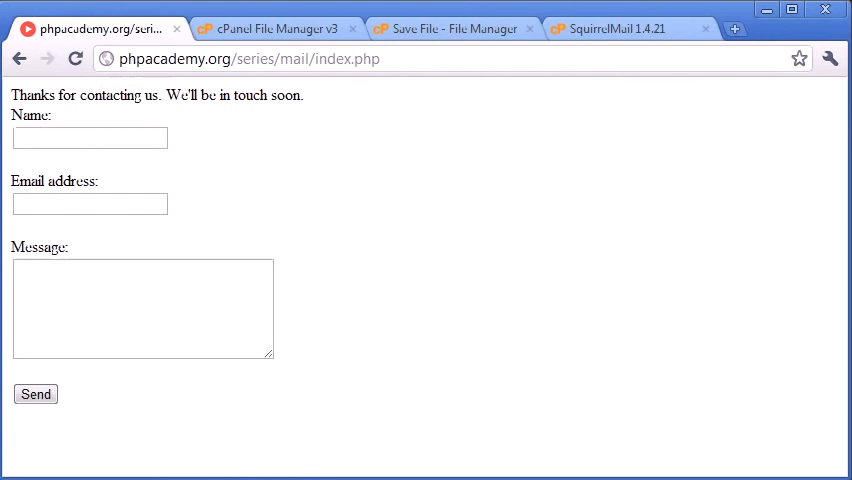 phpacademy.org/seri...
cPanel File Manager v3
Save File - File Manager
SquirrelMail 1.4.21
phpacademy.org/series/mail/index.php
Thanks for contacting us. We'll be in touch soon.
Name:
Email address:
Message:
Send